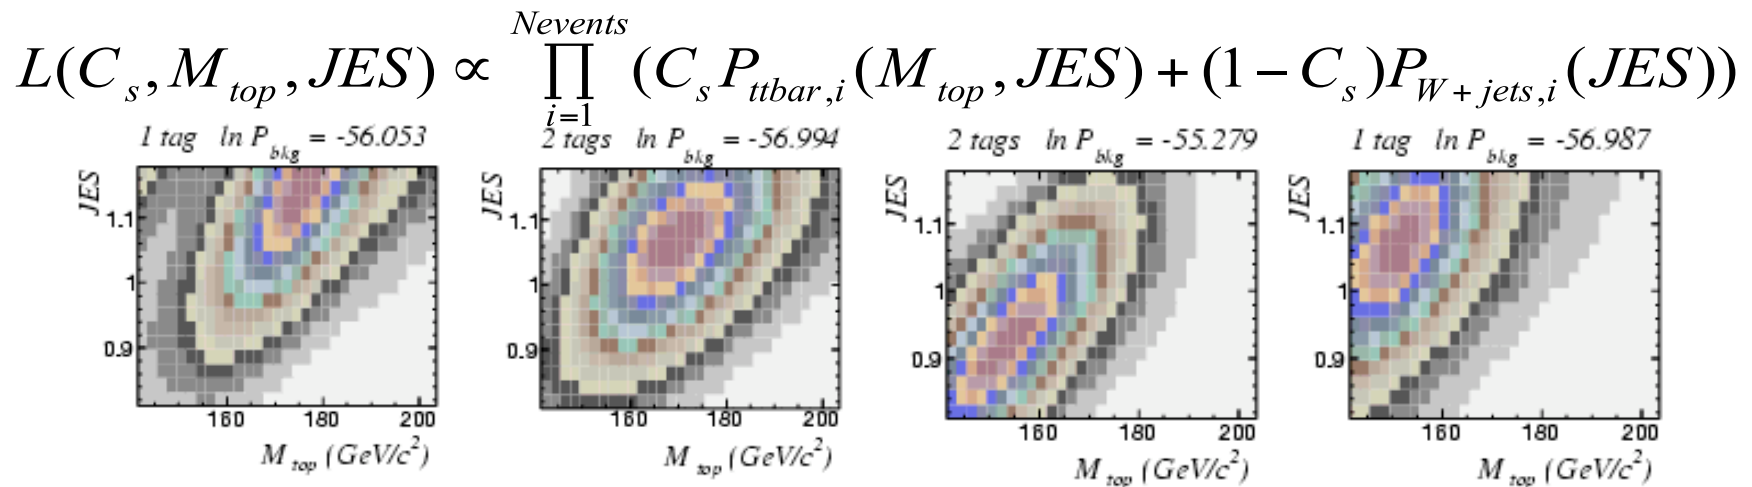 L(C_s, M_top, JES) ∝ ∏_{i=1}^{Nevents} (C_s P_{ttbar,i}(M_top, JES) + (1 − C_s)P_{W+jets,i}(JES))
1 tag ln P_bkg = -56.053
JES
1.1
1
0.9
160 180 200
M_top (GeV/c²)
2 tags ln P_bkg = -56.994
JES
1.1
1
0.9
160 180 200
M_top (GeV/c²)
2 tags ln P_bkg = -55.279
JES
1.1
1
0.9
160 180 200
M_top (GeV/c²)
1 tag ln P_bkg = -56.987
JES
1.1
1
0.9
160 180 200
M_top (GeV/c²)